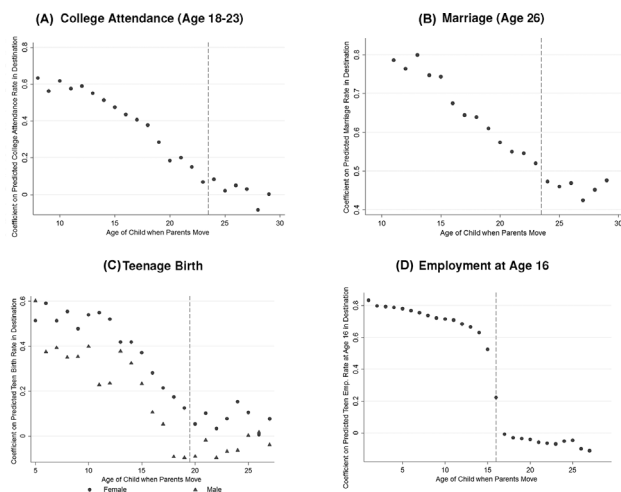 (A) College Attendance (Age 18-23)
Coefficient on Predicted College Attendance Rate in Destination
0.8
0.6
0.4
0.2
0
10
15
20
25
30
Age of Child when Parents Move
(B) Marriage (Age 26)
Coefficient on Predicted Marriage Rate in Destination
0.8
0.7
0.6
0.5
0.4
10
15
20
25
30
Age of Child when Parents Move
(C) Teenage Birth
Coefficient on Predicted Teen Birth Rate in Destination
0.6
0.4
0.2
0
5
10
15
20
25
Age of Child when Parents Move
Female
Male
(D) Employment at Age 16
Coefficient on Predicted Teen Emp. Rate at Age 16 in Destination
0.8
0.6
0.4
0.2
0
5
10
15
20
25
Age of Child when Parents Move